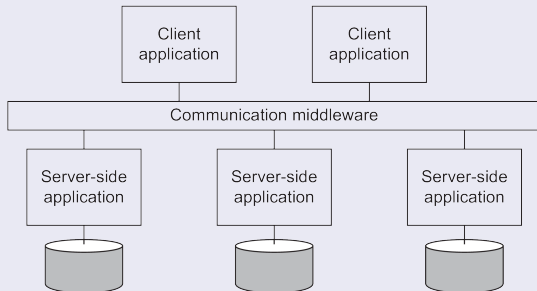 Client
application
Client
application
Communication middleware
Server-side
application
Server-side
application
Server-side
application